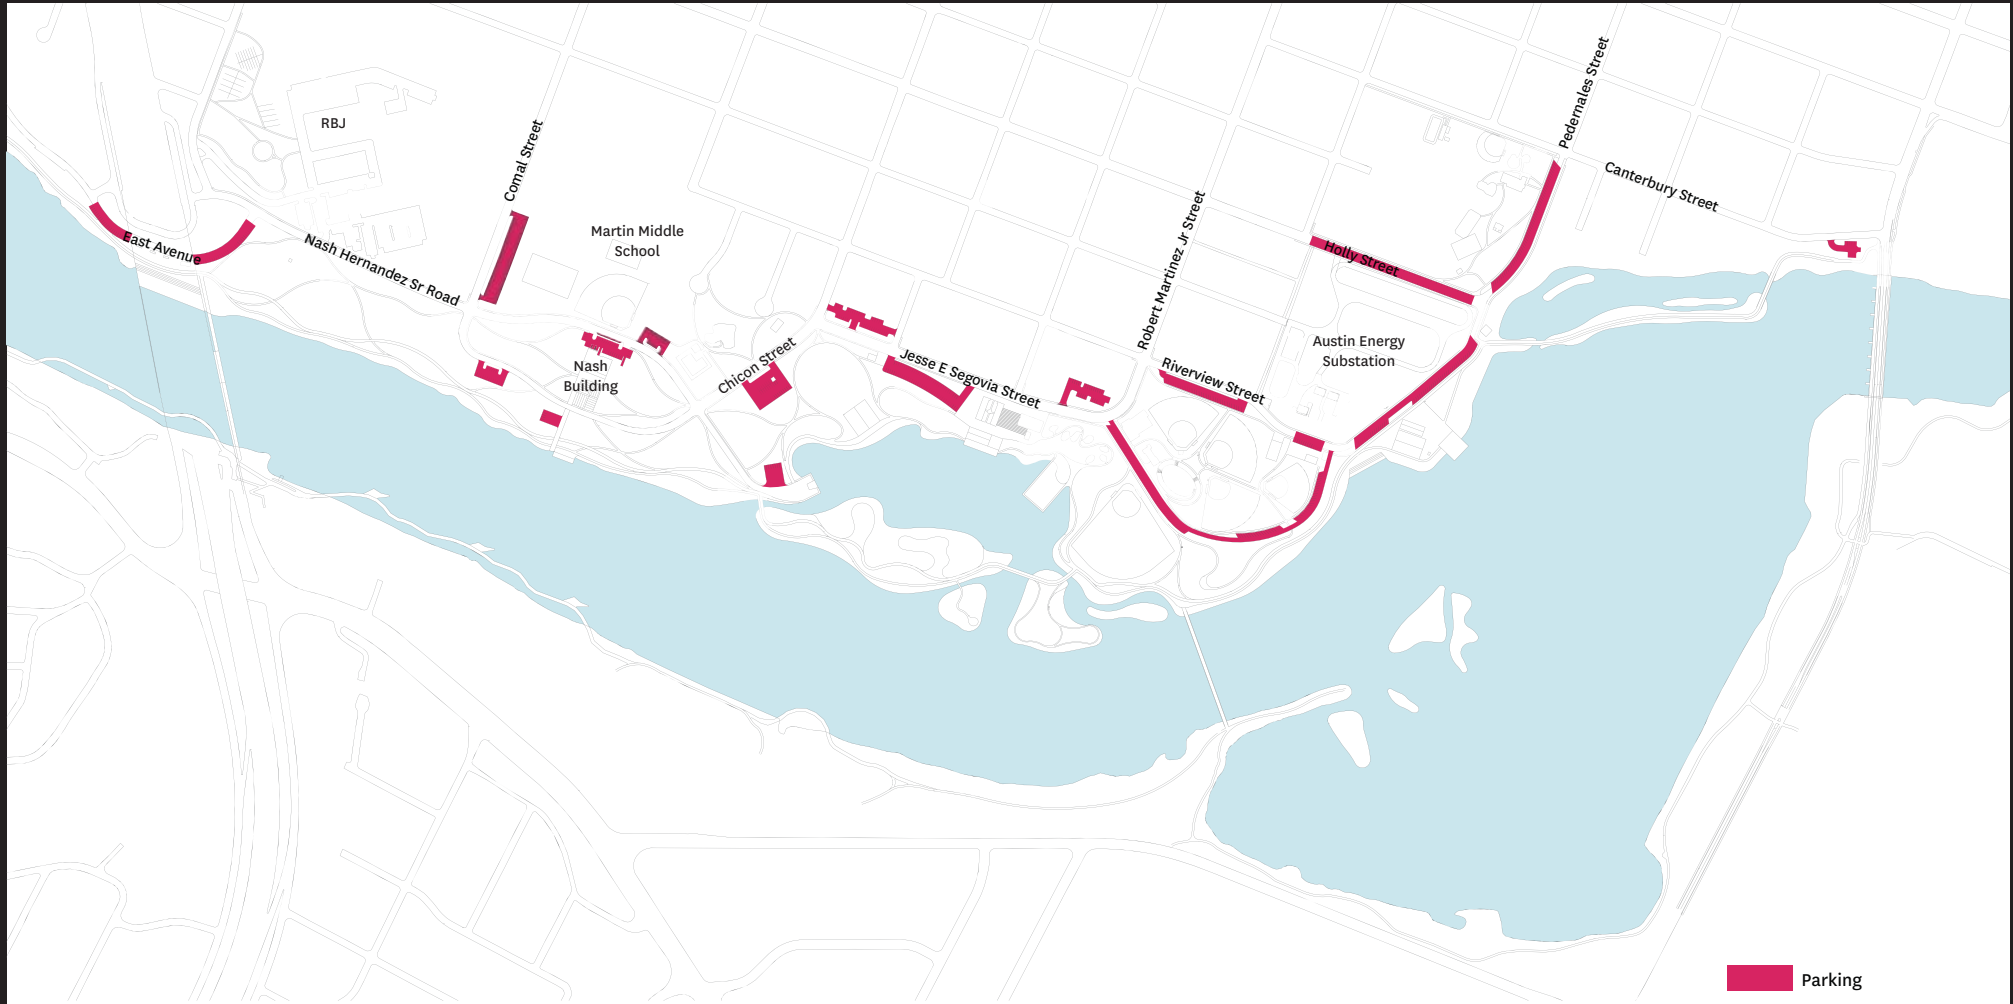 Pedernales Street
RBJ
Comal Street
Canterbury Street
Martin Middle
School
East Avenue
Nash Hernandez Sr Road
Robert Martinez Jr Street
Holly Street
Austin Energy
Substation
Chicon Street
Jesse E Segovia Street
Riverview Street
Nash
Building
Parking